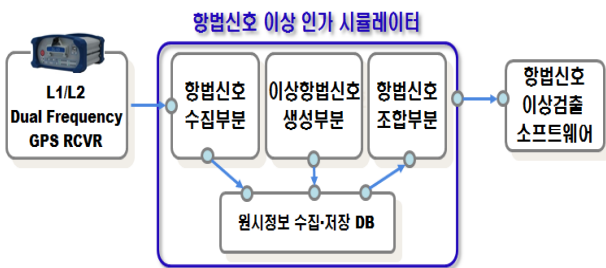 항법신호 이상 인가 시뮬레이터
L1/L2
Dual Frequency
GPS RCVR
항법신호
수집부분
이상항법신호
생성부분
항법신호
조합부분
항법신호
이상검출
소프트웨어
원시정보 수집·저장 DB